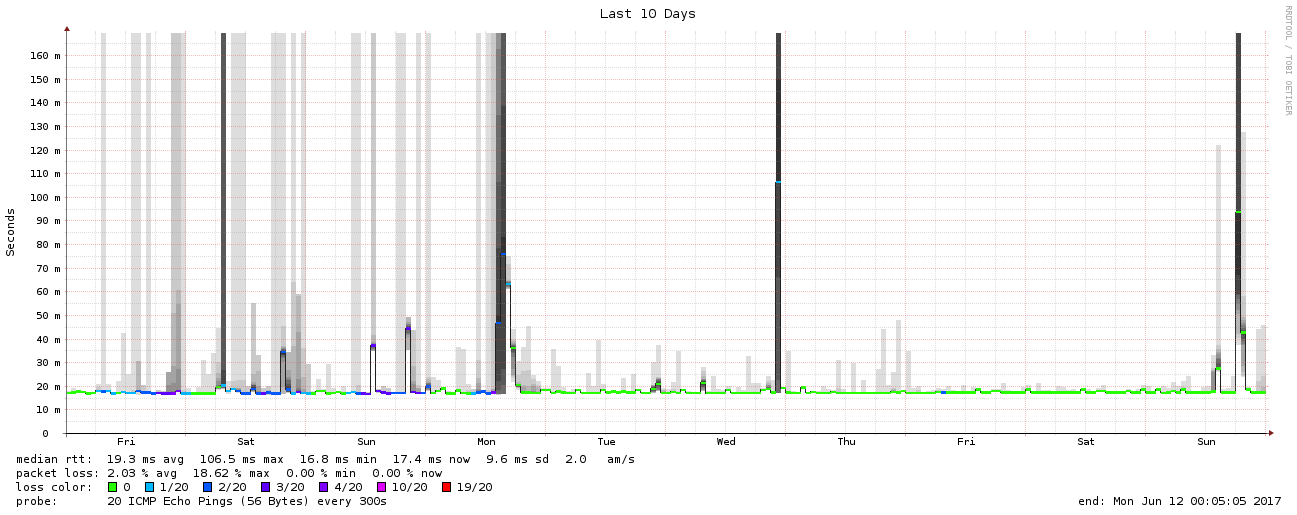 Last 10 Days
RRDTOOL / TOBI OETIKER
Seconds
160 m
150 m
140 m
130 m
120 m
110 m
100 m
90 m
80 m
70 m
60 m
50 m
40 m
30 m
20 m
10 m
0
Fri Sat Sun Mon Tue Wed Thu Fri Sat Sun
median rtt: 19.3 ms avg 106.5 ms max 16.8 ms min 17.4 ms now 9.6 ms sd 2.0 am/s
packet loss: 2.03 % avg 18.62 % max 0.00 % min 0.00 % now
loss color: 0 1/20 2/20 3/20 4/20 10/20 19/20
probe: 20 ICMP Echo Pings (56 Bytes) every 300s end: Mon Jun 12 00:05:05 2017